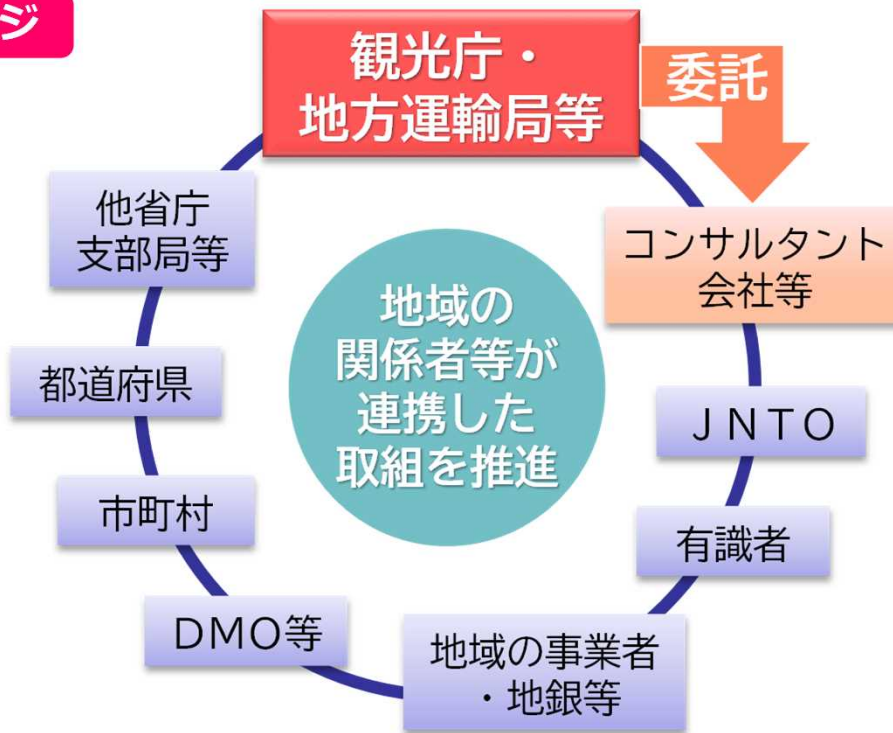 ジ
観光庁・
地方運輸局等
委託
他省庁
支部局等
コンサルタント
会社等
地域の
関係者等が
連携した
取組を推進
都道府県
ＪＮＴＯ
市町村
有識者
ＤＭＯ等
地域の事業者
・地銀等